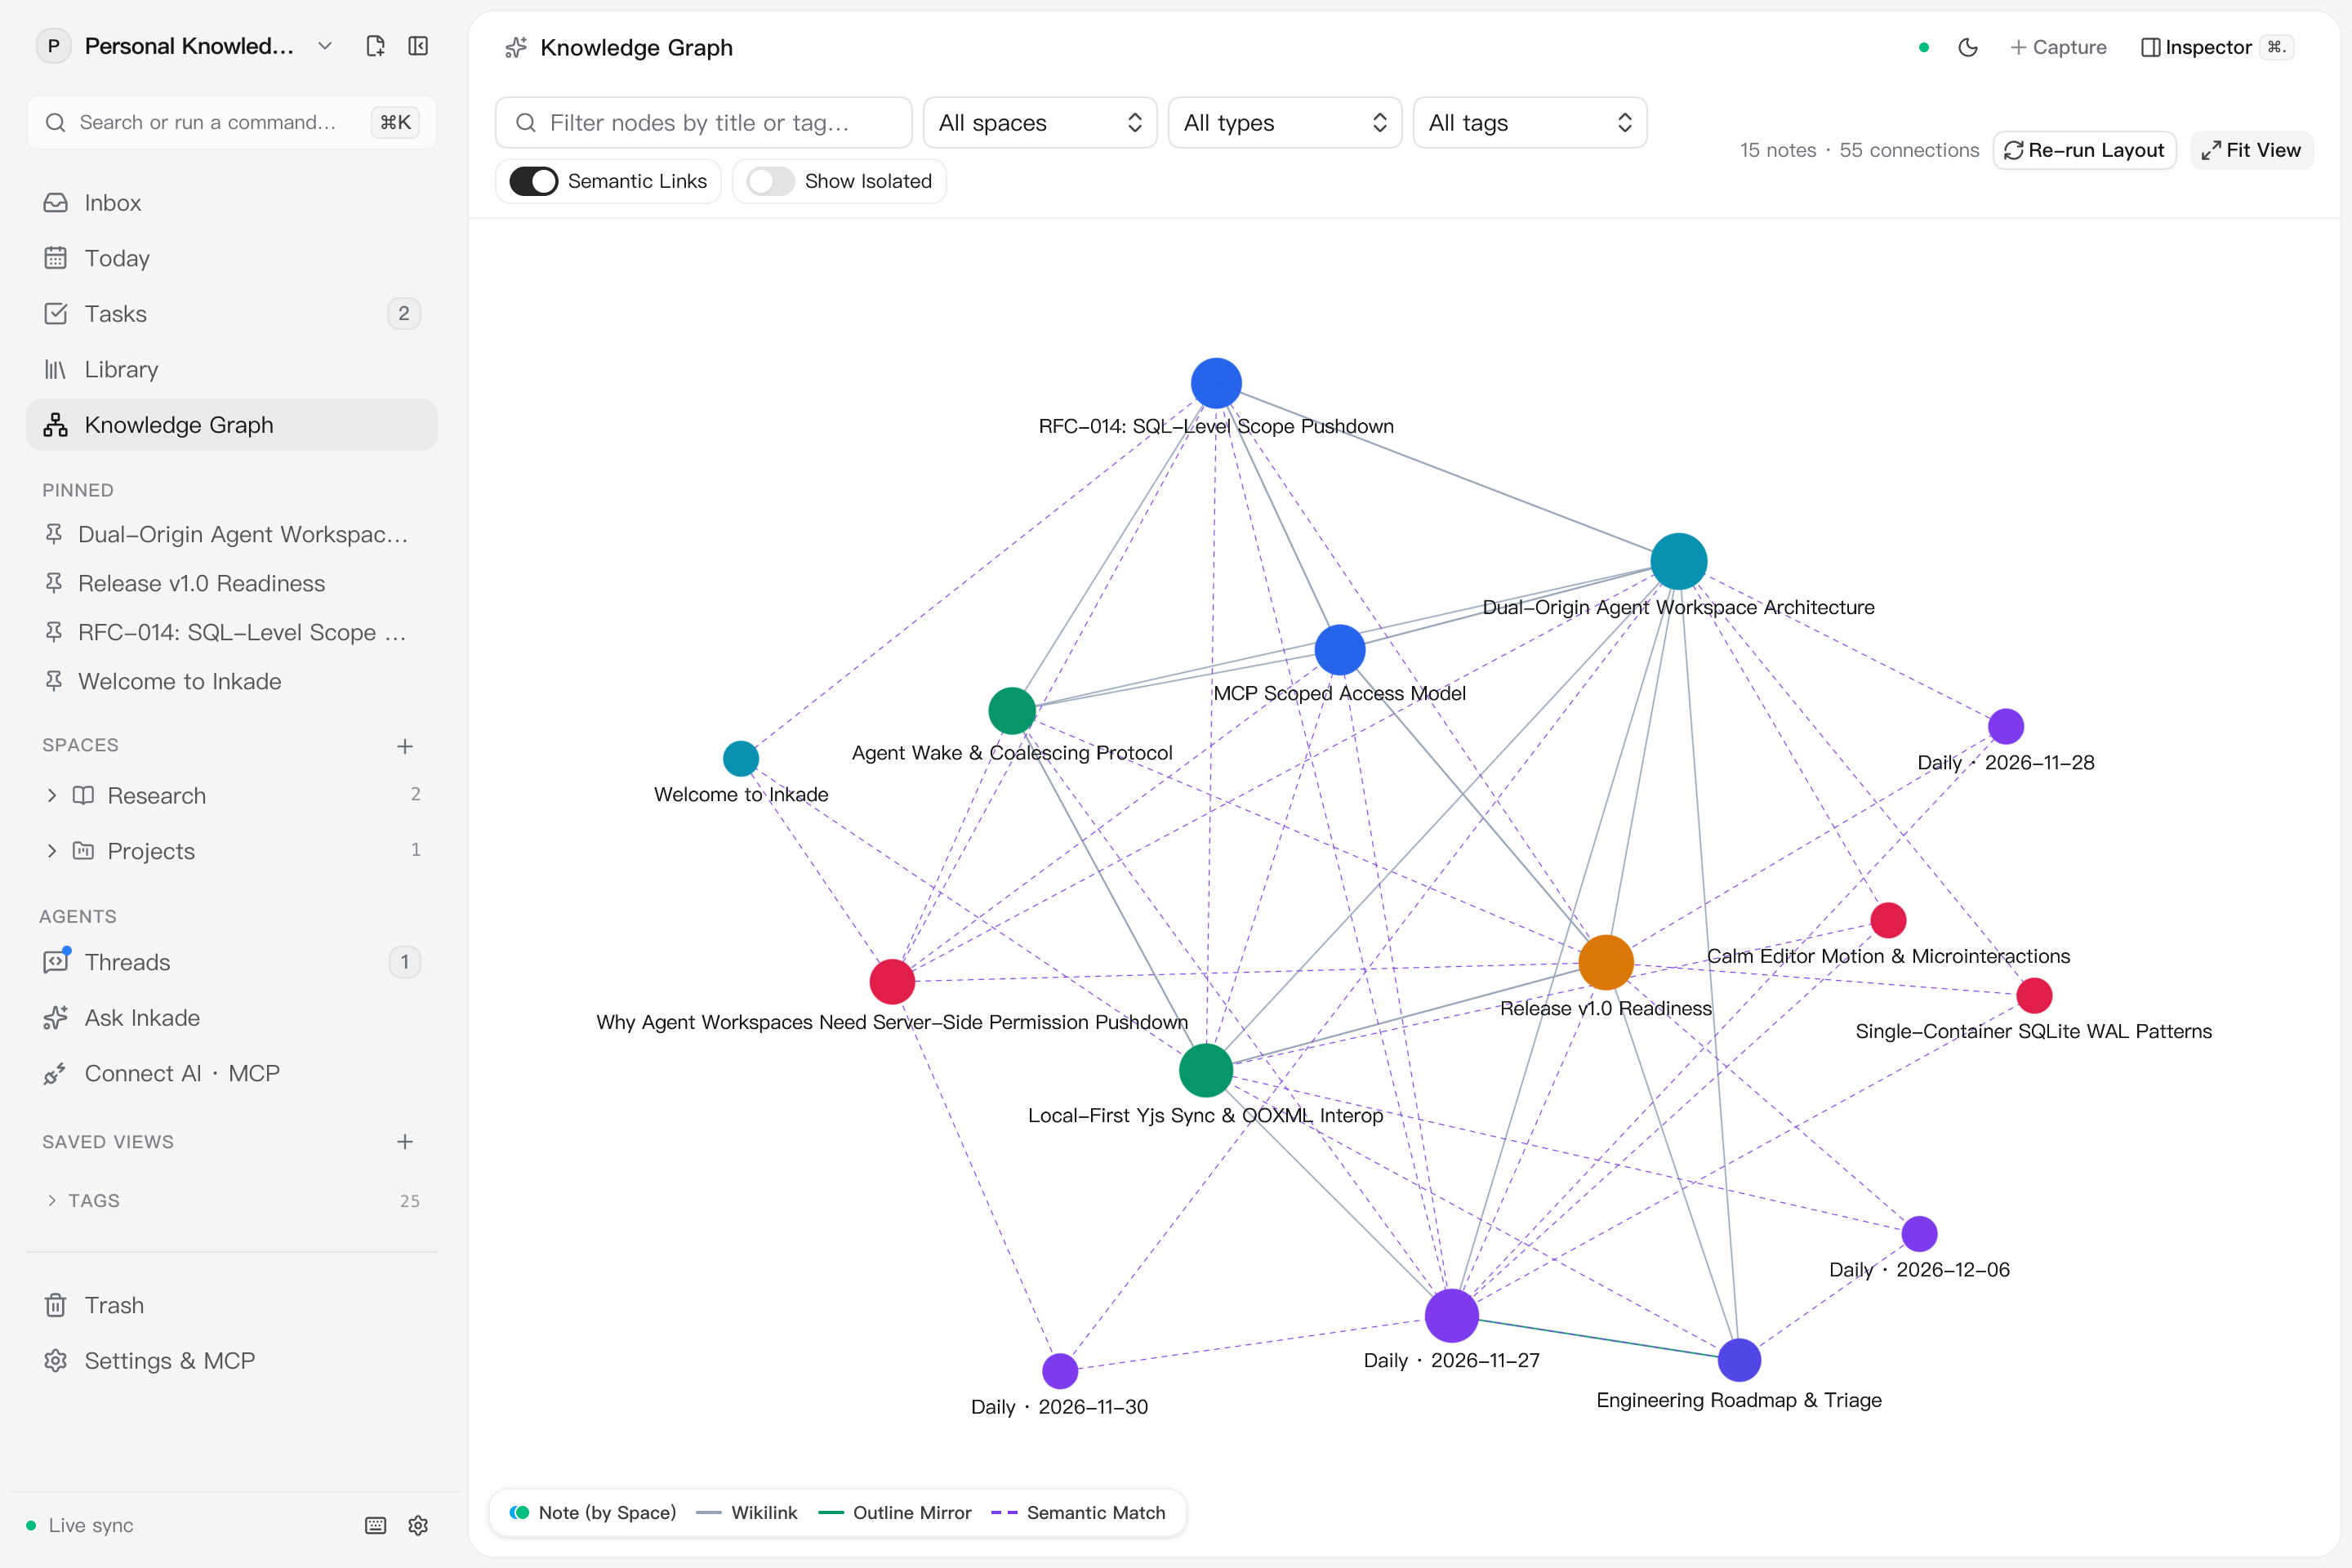 P Personal Knowled...
Search or run a command... ⌘K
Inbox
Today
Tasks 2
Library
Knowledge Graph
PINNED
Dual-Origin Agent Workspac...
Release v1.0 Readiness
RFC-014: SQL-Level Scope ...
Welcome to Inkade
SPACES
Research 2
Projects 1
AGENTS
Threads 1
Ask Inkade
Connect AI · MCP
SAVED VIEWS
TAGS 25
Trash
Settings & MCP
Live sync
Knowledge Graph
Capture
Inspector ⌘.
Filter nodes by title or tag...
All spaces
All types
All tags
Semantic Links
Show Isolated
15 notes · 55 connections
Re-run Layout
Fit View
RFC-014: SQL-Level Scope Pushdown
Dual-Origin Agent Workspace Architecture
MCP Scoped Access Model
Agent Wake & Coalescing Protocol
Daily · 2026-11-28
Welcome to Inkade
Calm Editor Motion & Microinteractions
Release v1.0 Readiness
Why Agent Workspaces Need Server-Side Permission Pushdown
Single-Container SQLite WAL Patterns
Local-First Yjs Sync & OOXML Interop
Daily · 2026-12-06
Daily · 2026-11-27
Engineering Roadmap & Triage
Daily · 2026-11-30
Note (by Space)
Wikilink
Outline Mirror
Semantic Match